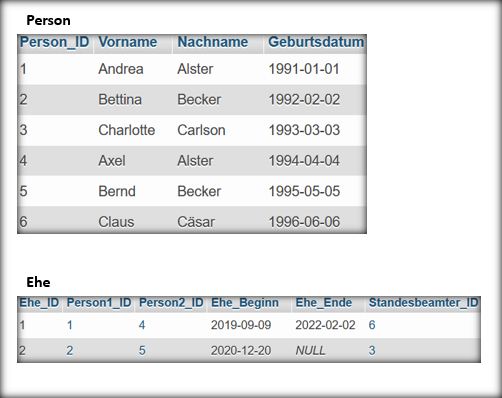 Person
Person_ID Vorname Nachname Geburtsdatum
1 Andrea Alster 1991-01-01
2 Bettina Becker 1992-02-02
3 Charlotte Carlson 1993-03-03
4 Axel Alster 1994-04-04
5 Bernd Becker 1995-05-05
6 Claus Cäsar 1996-06-06
Ehe
Ehe_ID Person1_ID Person2_ID Ehe_Beginn Ehe_Ende Standesbeamter_ID
1 1 4 2019-09-09 2022-02-02 6
2 2 5 2020-12-20 NULL 3